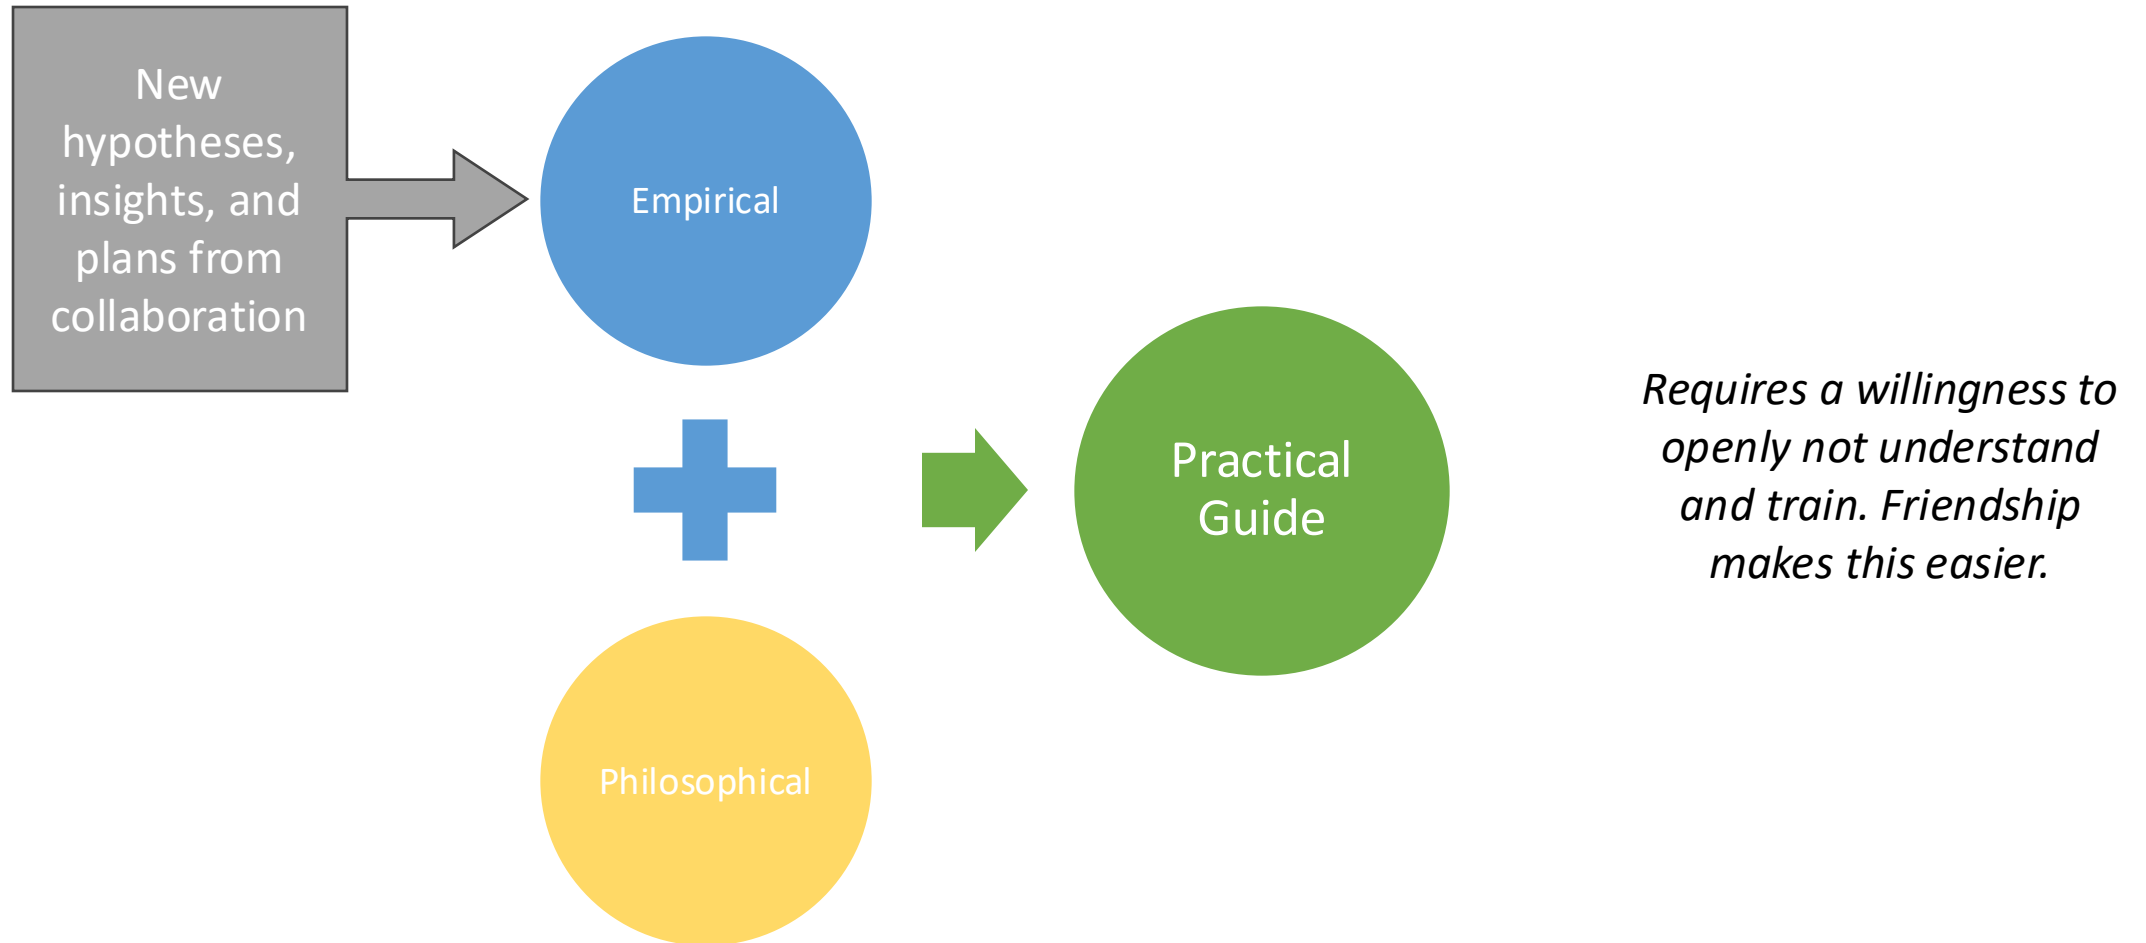 New
hypotheses,
insights, and
plans from
collaboration
Empirical
Philosophical
Practical
Guide
Requires a willingness to
openly not understand
and train. Friendship
makes this easier.